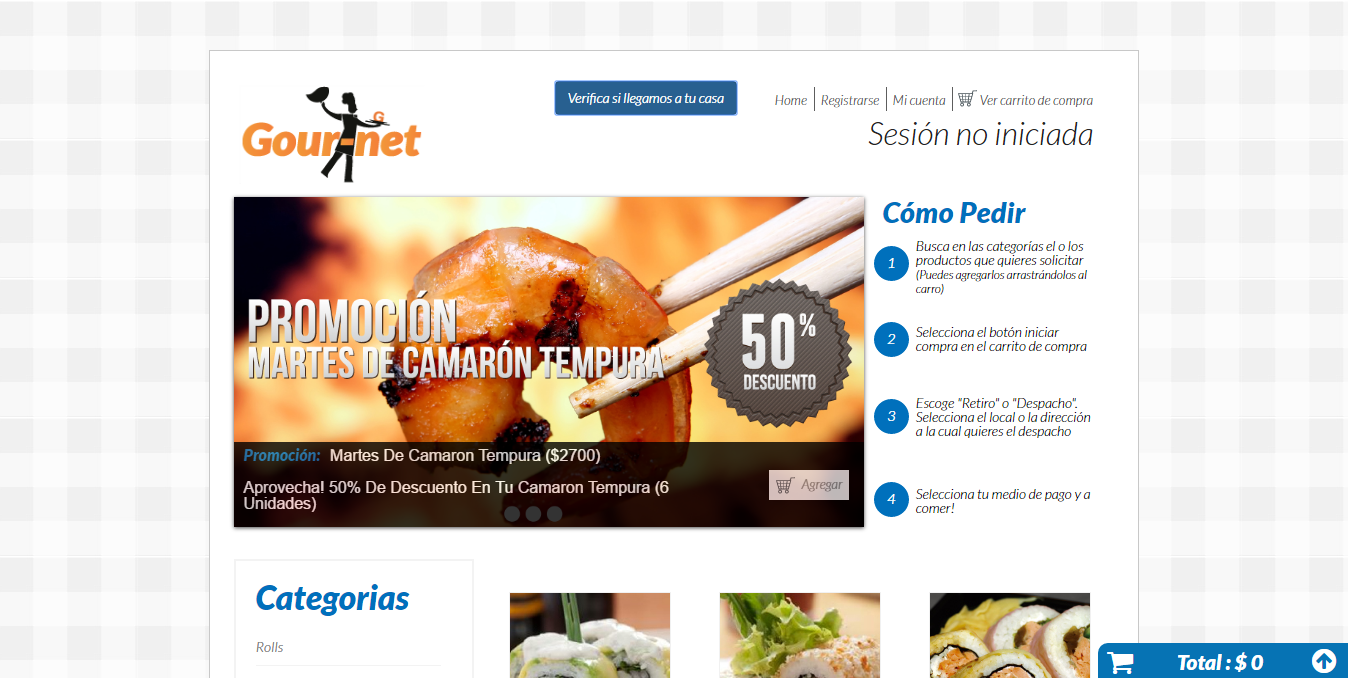 Verifica si llegamos a tu casa
Home
Registrarse
Mi cuenta
Ver carrito de compra
G
Gour-net
Sesión no iniciada
PROMOCIÓN
MARTES DE CAMARÓN TEMPURA
50%
DESCUENTO
Promoción: Martes De Camaron Tempura ($2700)
Aprovecha! 50% De Descuento En Tu Camaron Tempura (6
Unidades)
Agregar
Cómo Pedir
1
Busca en las categorías el o los
productos que quieres solicitar
(Puedes agregarlos arrastrándolos al
carro)
2
Selecciona el botón iniciar
compra en el carrito de compra
3
Escoge "Retiro" o "Despacho".
Selecciona el local o la dirección
a la cual quieres el despacho
4
Selecciona tu medio de pago y a
comer!
Categorias
Rolls
Total : $ 0